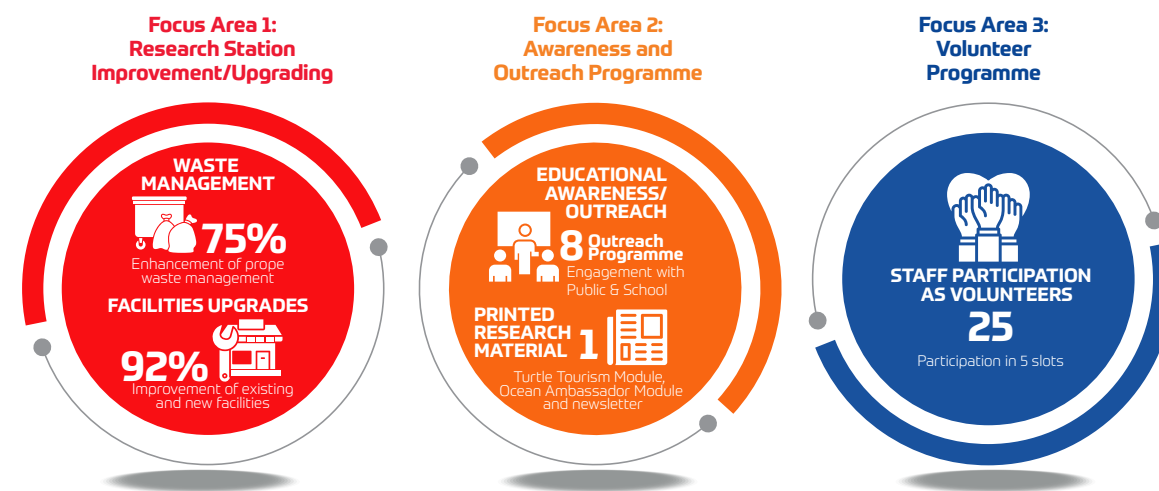 Focus Area 1:
Research Station
Improvement/Upgrading
WASTE
MANAGEMENT
75%
Enhancement of prope
waste management
FACILITIES UPGRADES
92%
Improvement of existing
and new facilities
Focus Area 2:
Awareness and
Outreach Programme
EDUCATIONAL
AWARENESS/
OUTREACH
8 Outreach
Programme
Engagement with
Public & School
PRINTED
RESEARCH
MATERIAL 1
Turtle Tourism Module,
Ocean Ambassador Module
and newsletter
Focus Area 3:
Volunteer
Programme
STAFF PARTICIPATION
AS VOLUNTEERS
25
Participation in 5 slots